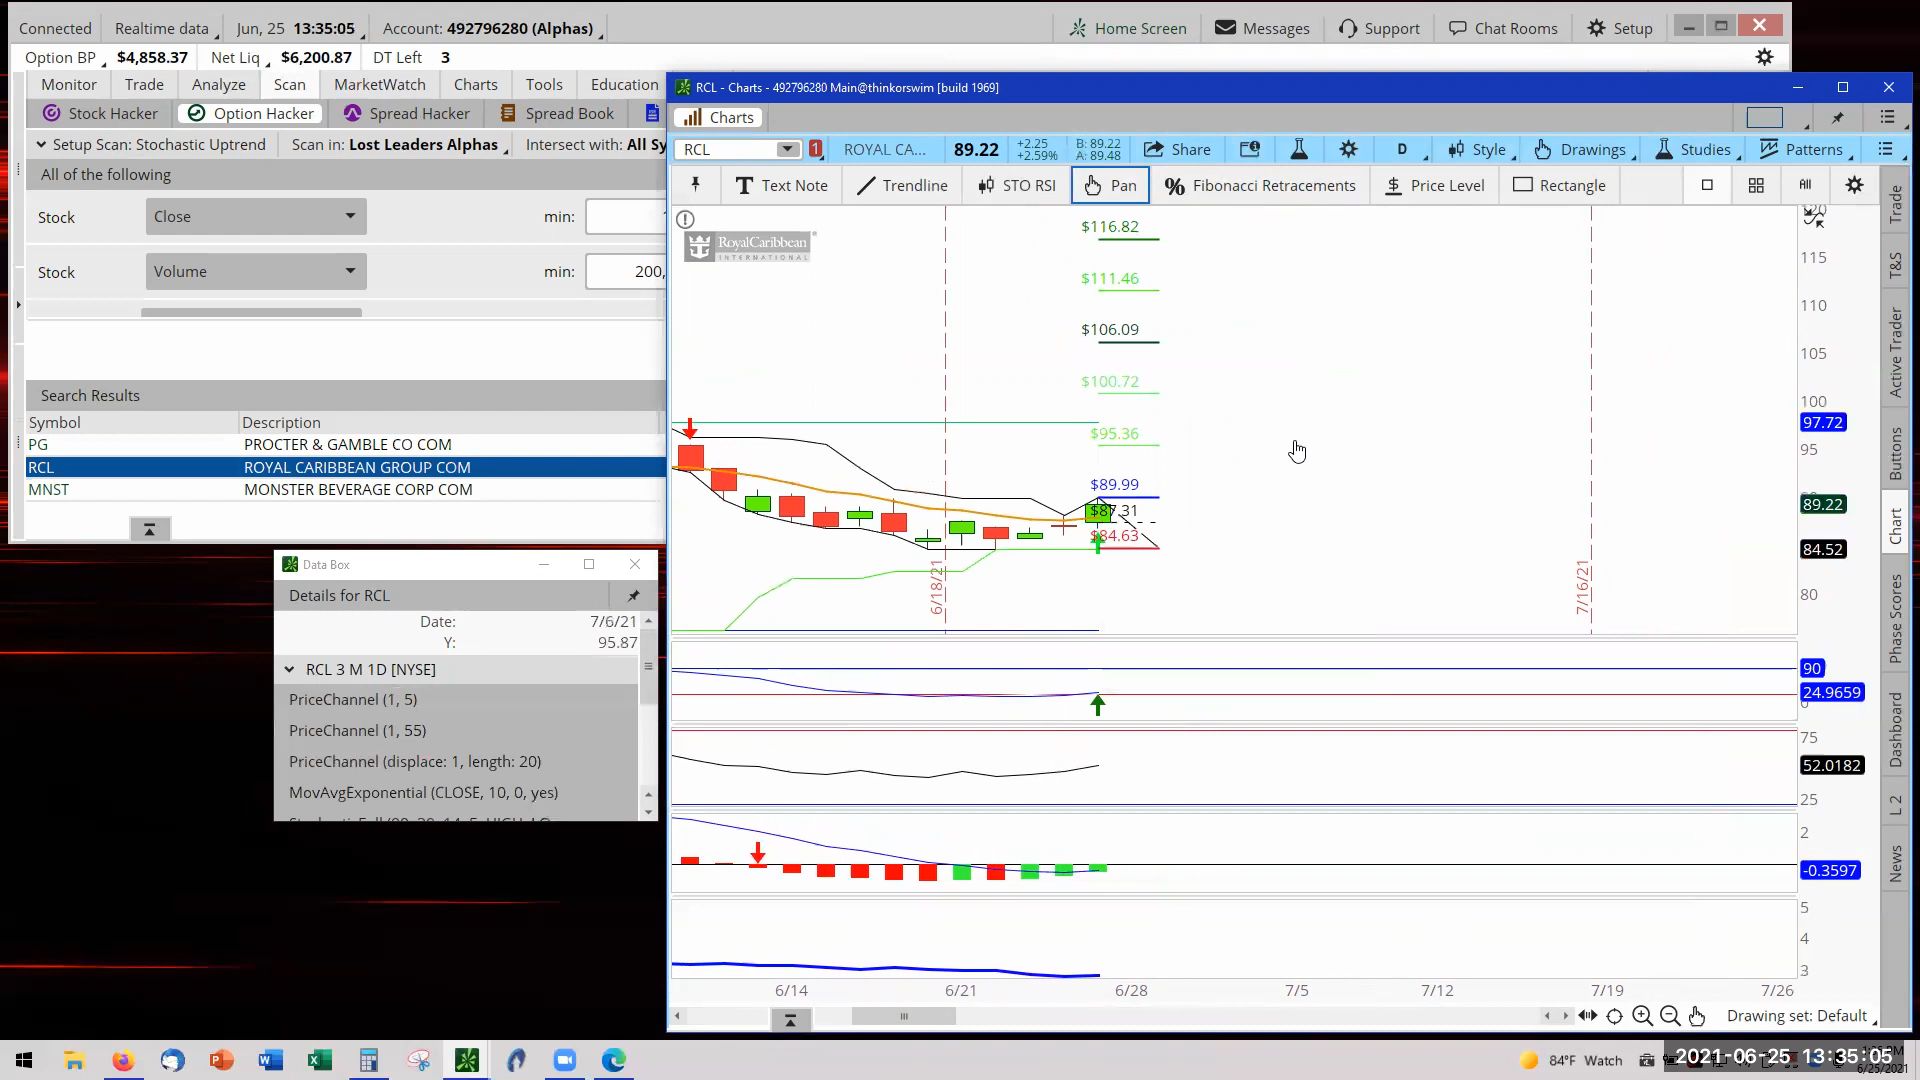 Connected Realtime data Jun, 25 13:35:05 Account: 492796280 (Alphas) Home Screen Messages Support Chat Rooms Setup
Option BP $4,858.37 Net Liq $6,200.87 DT Left 3
Monitor Trade Analyze Scan MarketWatch Charts Tools Education
Stock Hacker Option Hacker Spread Hacker Spread Book
Setup Scan: Stochastic Uptrend Scan in: Lost Leaders Alphas Intersect with: All Sy
All of the following
Stock Close min:
Stock Volume min: 200,
Search Results
Symbol Description
PG PROCTER & GAMBLE CO COM
RCL ROYAL CARIBBEAN GROUP COM
MNST MONSTER BEVERAGE CORP COM
Data Box
Details for RCL
Date: 7/6/21
Y: 95.87
RCL 3 M 1D [NYSE]
PriceChannel (1, 5)
PriceChannel (1, 55)
PriceChannel (displace: 1, length: 20)
MovAvgExponential (CLOSE, 10, 0, yes)
RCL - Charts - 492796280 Main@thinkorswim [build 1969]
Charts
RCL 1 ROYAL CA... 89.22 +2.25 B: 89.22 Share D Style Drawings Studies Patterns
+2.59% A: 89.48
Text Note Trendline STO RSI Pan % Fibonacci Retracements $ Price Level Rectangle All
RoyalCaribbean
INTERNATIONAL
$116.82
$111.46
$106.09
$100.72
$95.36
$89.99
$87.31
$84.63
6/18/21
7/16/21
120
115
110
105
100
97.72
95
89.22
84.52
80
90
24.9659
0
75
52.0182
25
2
-0.3597
5
4
3
6/14 6/21 6/28 7/5 7/12 7/19 7/26
Drawing set: Default
Trade
T&S
Active Trader
Buttons
Chart
Phase Scores
Dashboard
L 2
News
84°F Watch
2021-06-25 13:35:05
6/25/2021